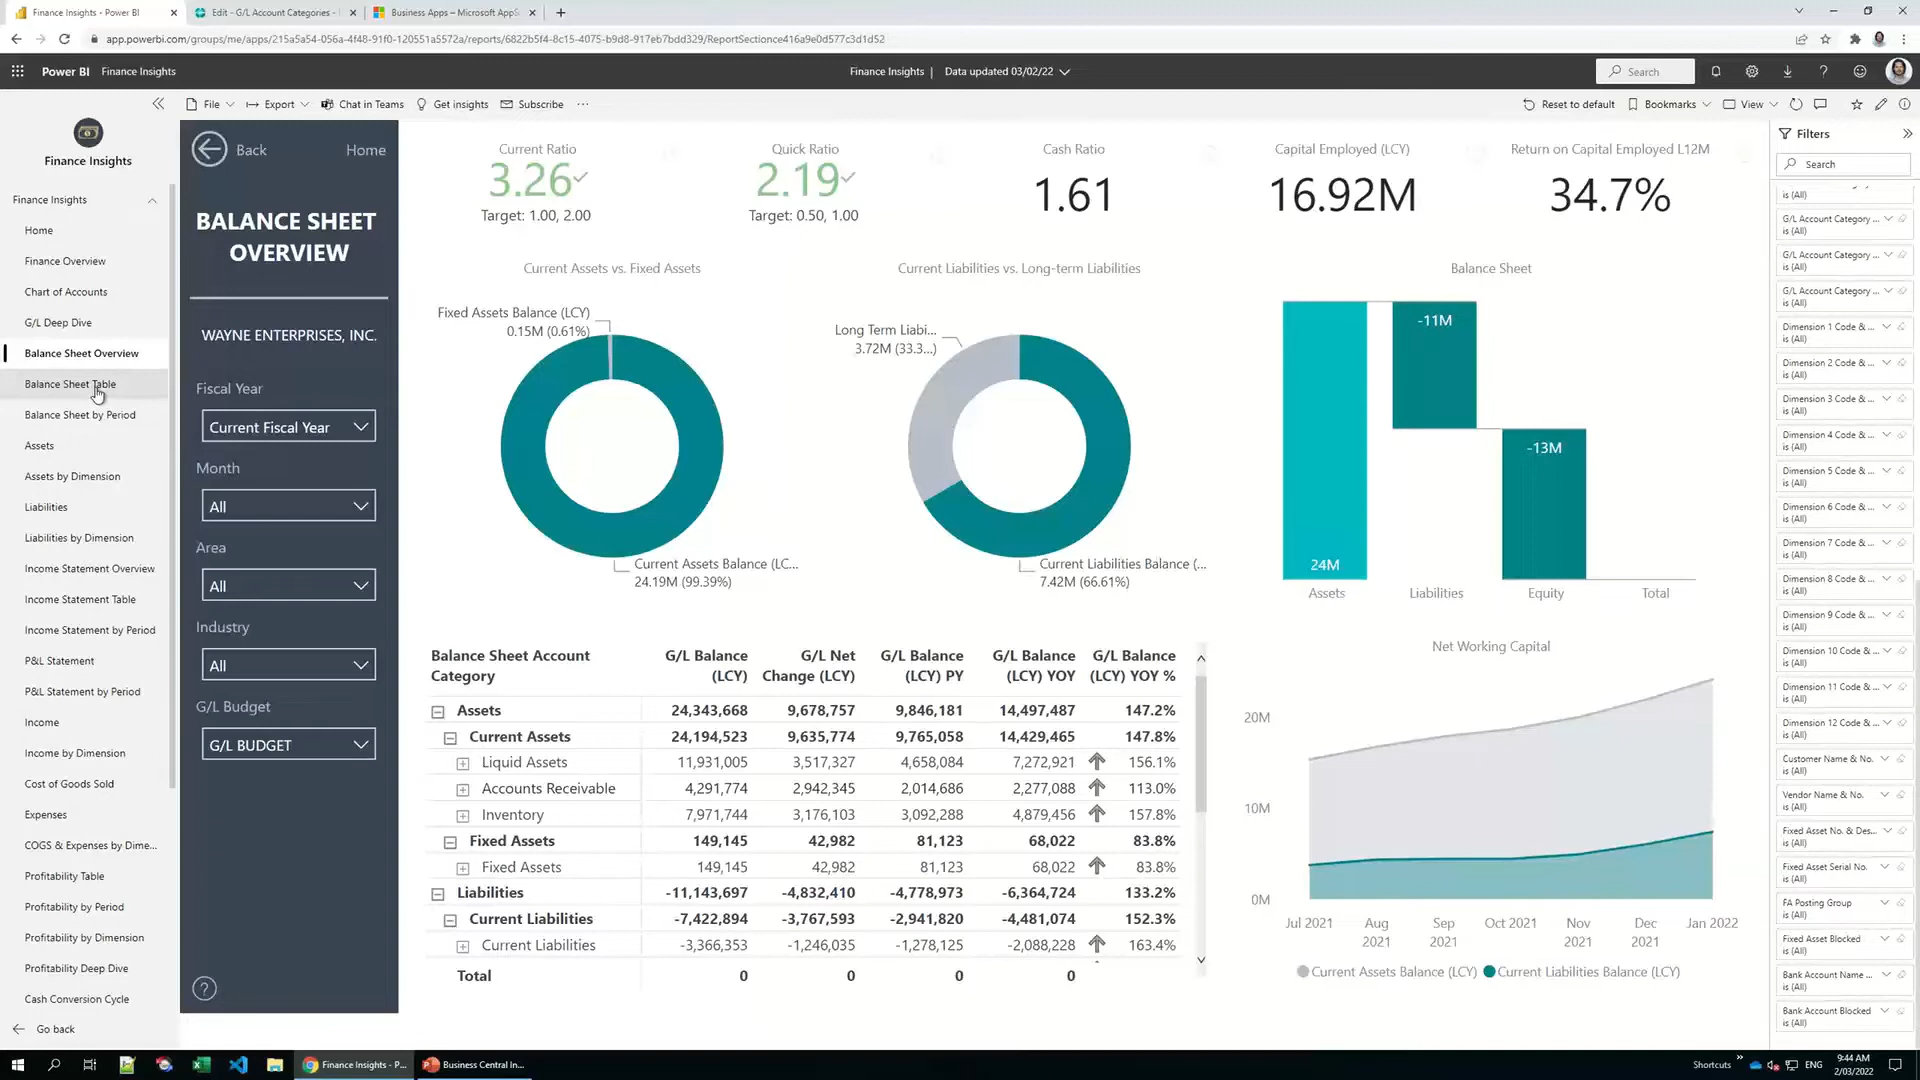 Finance Insights - Power BI
Edit - G/L Account Categories -
Business Apps – Microsoft AppS
app.powerbi.com/groups/me/apps/215a5a54-056a-4f48-91f0-120551a5572a/reports/6822b5f4-8c15-4075-b9d8-917eb7bdd329/ReportSectionce416a9e0d577c3d1d52
Power BI Finance Insights
Finance Insights | Data updated 03/02/22
Search
File Export Chat in Teams Get insights Subscribe ...
Reset to default Bookmarks View
Finance Insights
Finance Insights
Home
Finance Overview
Chart of Accounts
G/L Deep Dive
Balance Sheet Overview
Balance Sheet Table
Balance Sheet by Period
Assets
Assets by Dimension
Liabilities
Liabilities by Dimension
Income Statement Overview
Income Statement Table
Income Statement by Period
P&L Statement
P&L Statement by Period
Income
Income by Dimension
Cost of Goods Sold
Expenses
COGS & Expenses by Dime...
Profitability Table
Profitability by Period
Profitability by Dimension
Profitability Deep Dive
Cash Conversion Cycle
Go back
Back Home
BALANCE SHEET
OVERVIEW
WAYNE ENTERPRISES, INC.
Fiscal Year
Current Fiscal Year
Month
All
Area
All
Industry
All
G/L Budget
G/L BUDGET
?
Current Ratio
3.26
Target: 1.00, 2.00
Quick Ratio
2.19
Target: 0.50, 1.00
Cash Ratio
1.61
Capital Employed (LCY)
16.92M
Return on Capital Employed L12M
34.7%
Current Assets vs. Fixed Assets
Fixed Assets Balance (LCY)
0.15M (0.61%)
Current Assets Balance (LC...
24.19M (99.39%)
Current Liabilities vs. Long-term Liabilities
Long Term Liabi...
3.72M (33.3...)
Current Liabilities Balance (...
7.42M (66.61%)
Balance Sheet
-11M
-13M
24M
Assets Liabilities Equity Total
Balance Sheet Account Category G/L Balance (LCY) G/L Net Change (LCY) G/L Balance (LCY) PY G/L Balance (LCY) YOY G/L Balance (LCY) YOY %
Assets 24,343,668 9,678,757 9,846,181 14,497,487 147.2%
Current Assets 24,194,523 9,635,774 9,765,058 14,429,465 147.8%
Liquid Assets 11,931,005 3,517,327 4,658,084 7,272,921 156.1%
Accounts Receivable 4,291,774 2,942,345 2,014,686 2,277,088 113.0%
Inventory 7,971,744 3,176,103 3,092,288 4,879,456 157.8%
Fixed Assets 149,145 42,982 81,123 68,022 83.8%
Fixed Assets 149,145 42,982 81,123 68,022 83.8%
Liabilities -11,143,697 -4,832,410 -4,778,973 -6,364,724 133.2%
Current Liabilities -7,422,894 -3,767,593 -2,941,820 -4,481,074 152.3%
Current Liabilities -3,366,353 -1,246,035 -1,278,125 -2,088,228 163.4%
Total 0 0 0 0
Net Working Capital
20M
10M
0M
Jul 2021 Aug 2021 Sep 2021 Oct 2021 Nov 2021 Dec 2021 Jan 2022
Current Assets Balance (LCY) Current Liabilities Balance (LCY)
Filters
Search
is (All)
G/L Account Category ...
is (All)
G/L Account Category ...
is (All)
G/L Account Category ...
is (All)
Dimension 1 Code & ...
is (All)
Dimension 2 Code & ...
is (All)
Dimension 3 Code & ...
is (All)
Dimension 4 Code & ...
is (All)
Dimension 5 Code & ...
is (All)
Dimension 6 Code & ...
is (All)
Dimension 7 Code & ...
is (All)
Dimension 8 Code & ...
is (All)
Dimension 9 Code & ...
is (All)
Dimension 10 Code & ...
is (All)
Dimension 11 Code & ...
is (All)
Dimension 12 Code & ...
is (All)
Customer Name & No.
is (All)
Vendor Name & No.
is (All)
Fixed Asset No. & Des...
is (All)
Fixed Asset Serial No.
is (All)
FA Posting Group
is (All)
Fixed Asset Blocked
is (All)
Bank Account Name ...
is (All)
Bank Account Blocked
is (All)
Finance Insights - P...
Business Central In...
Shortcuts
ENG
9:44 AM
2/03/2022